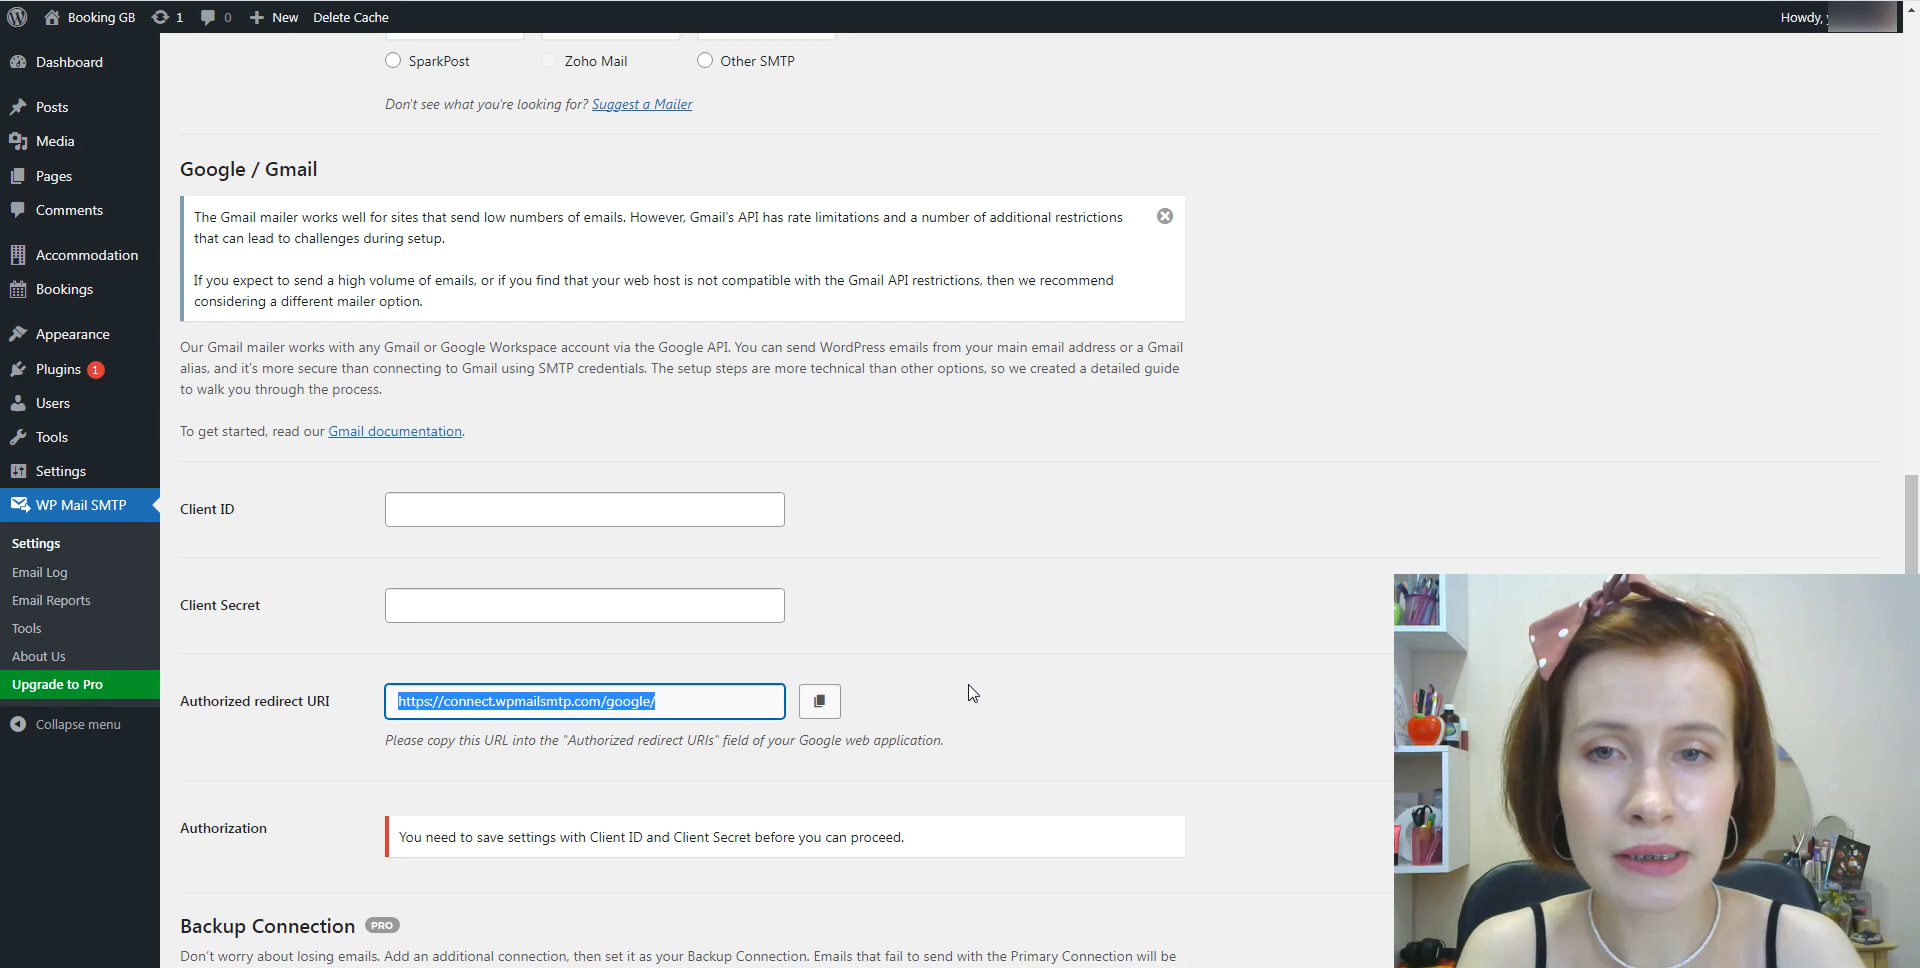 Booking GB 1 0 New Delete Cache Howdy,
Dashboard
Posts
Media
Pages
Comments
Accommodation
Bookings
Appearance
Plugins 1
Users
Tools
Settings
WP Mail SMTP
Settings
Email Log
Email Reports
Tools
About Us
Upgrade to Pro
Collapse menu
SparkPost Zoho Mail Other SMTP
Don't see what you're looking for? Suggest a Mailer
Google / Gmail
The Gmail mailer works well for sites that send low numbers of emails. However, Gmail's API has rate limitations and a number of additional restrictions
that can lead to challenges during setup.
If you expect to send a high volume of emails, or if you find that your web host is not compatible with the Gmail API restrictions, then we recommend
considering a different mailer option.
Our Gmail mailer works with any Gmail or Google Workspace account via the Google API. You can send WordPress emails from your main email address or a Gmail
alias, and it's more secure than connecting to Gmail using SMTP credentials. The setup steps are more technical than other options, so we created a detailed guide
to walk you through the process.
To get started, read our Gmail documentation.
Client ID
Client Secret
Authorized redirect URI https://connect.wpmailsmtp.com/google/
Please copy this URL into the "Authorized redirect URIs" field of your Google web application.
Authorization You need to save settings with Client ID and Client Secret before you can proceed.
Backup Connection PRO
Don't worry about losing emails. Add an additional connection, then set it as your Backup Connection. Emails that fail to send with the Primary Connection will be